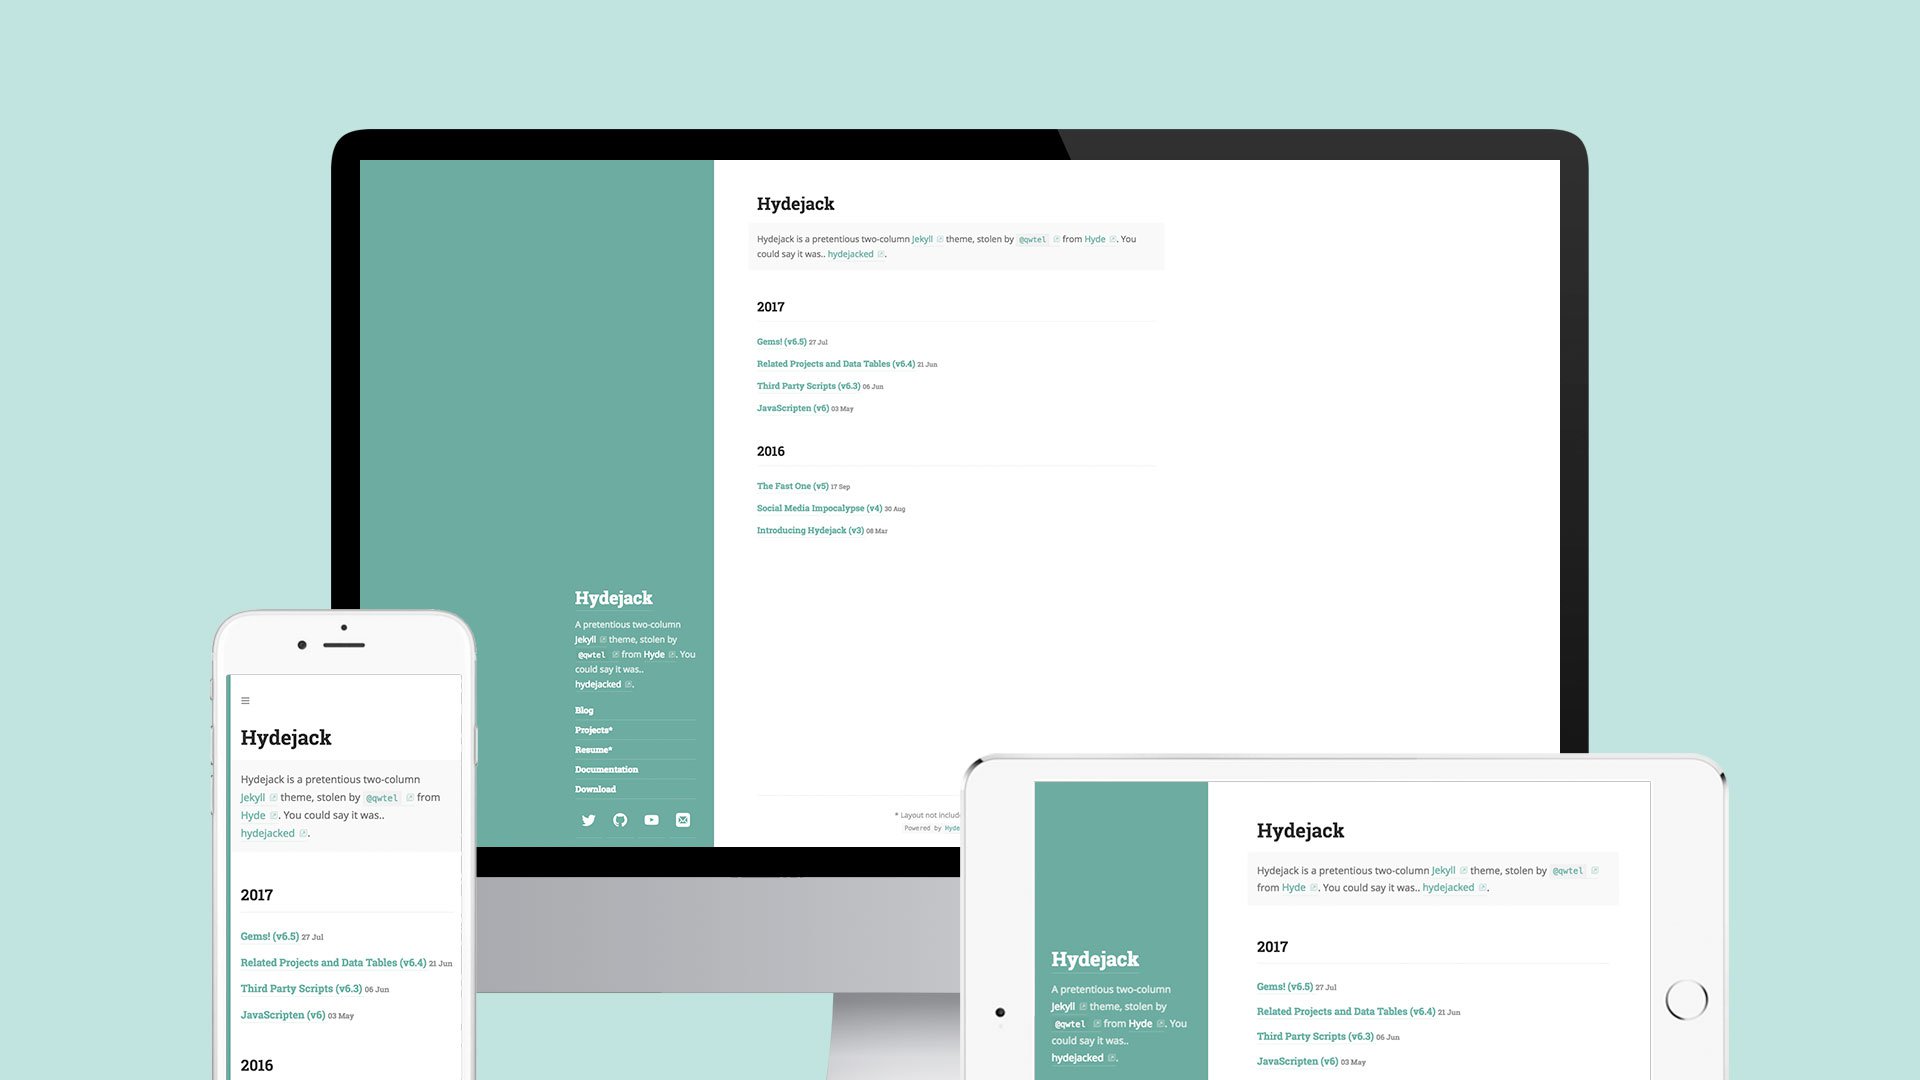 Hydejack
Hydejack is a pretentious two-column Jekyll theme, stolen by @qwtel from Hyde. You
could say it was.. hydejacked.
2017
Gems! (v6.5) 27 Jul
Related Projects and Data Tables (v6.4) 21 Jun
Third Party Scripts (v6.3) 06 Jun
JavaScripten (v6) 03 May
2016
The Fast One (v5) 17 Sep
Social Media Impocalypse (v4) 30 Aug
Introducing Hydejack (v3) 08 Mar
Hydejack
A pretentious two-column
Jekyll theme, stolen by
@qwtel from Hyde. You
could say it was..
hydejacked.
Blog
Projects*
Resume*
Documentation
Download
* Layout not includ
Powered by Hyde
Hydejack
Hydejack is a pretentious two-column
Jekyll theme, stolen by @qwtel from
Hyde. You could say it was..
hydejacked.
2017
Gems! (v6.5) 27 Jul
Related Projects and Data Tables (v6.4) 21 Jun
Third Party Scripts (v6.3) 06 Jun
JavaScripten (v6) 03 May
2016
Hydejack
A pretentious two-column
Jekyll theme, stolen by
@qwtel from Hyde. You
could say it was..
hydejacked.
Hydejack
Hydejack is a pretentious two-column Jekyll theme, stolen by @qwtel
from Hyde. You could say it was.. hydejacked.
2017
Gems! (v6.5) 27 Jul
Related Projects and Data Tables (v6.4) 21 Jun
Third Party Scripts (v6.3) 06 Jun
JavaScripten (v6) 03 May